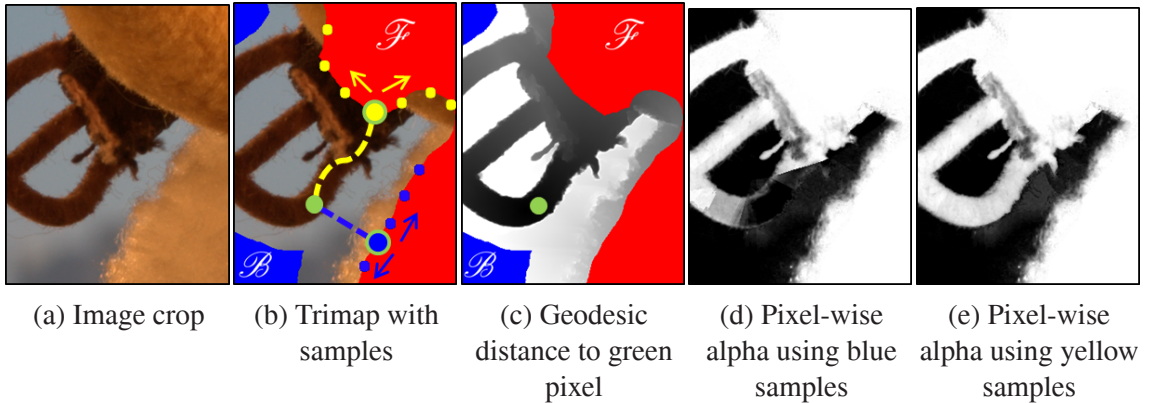 ℱ
ℬ
ℱ
ℬ
(a) Image crop
(b) Trimap with
samples
(c) Geodesic
distance to green
pixel
(d) Pixel-wise
alpha using blue
samples
(e) Pixel-wise
alpha using yellow
samples